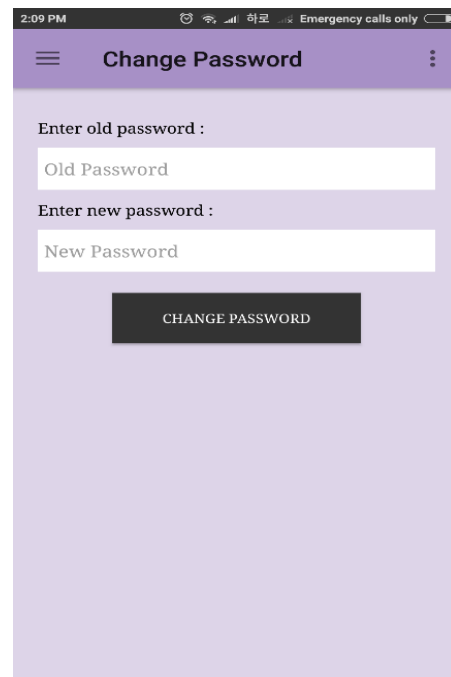 2:09 PM 하로 Emergency calls only
Change Password
Enter old password :
Old Password
Enter new password :
New Password
CHANGE PASSWORD